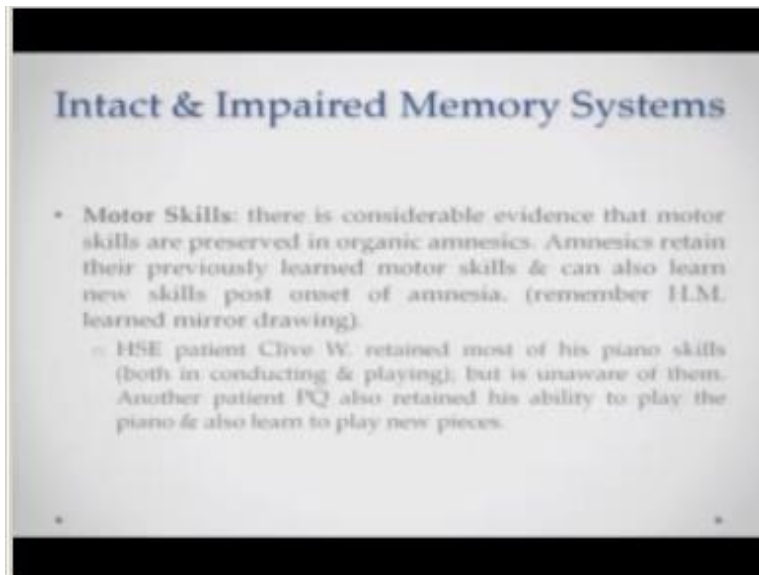 Intact & Impaired Memory Systems
• Motor Skills: there is considerable evidence that motor
skills are preserved in organic amnesics. Amnesics retain
their previously learned motor skills & can also learn
new skills post onset of amnesia. (remember H.M.
learned mirror drawing).
○ HSE patient Clive W. retained most of his piano skills
(both in conducting & playing), but is unaware of them.
Another patient PQ also retained his ability to play the
piano & also learn to play new pieces.